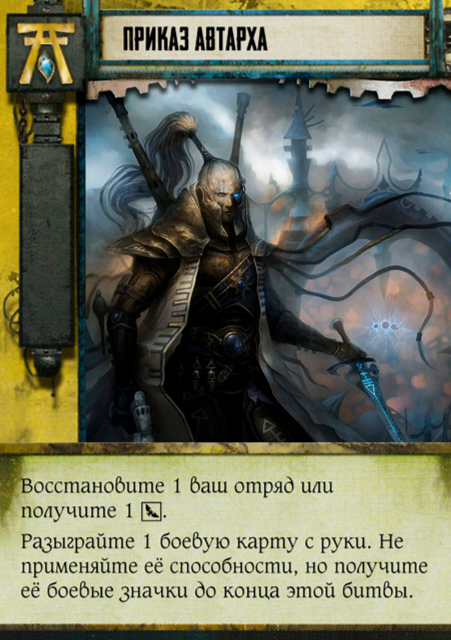 ПРИКАЗ АВТАРХА
Восстановите 1 ваш отряд или
получите 1 .
Разыграйте 1 боевую карту с руки. Не
применяйте её способности, но получите
её боевые значки до конца этой битвы.